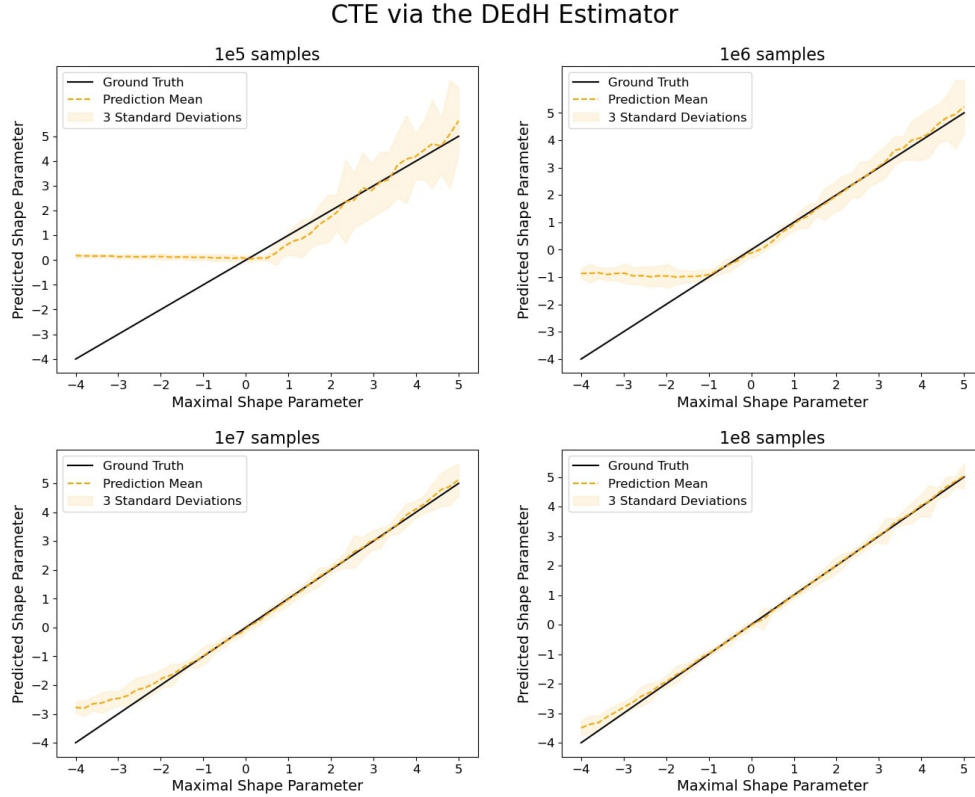 CTE via the DEdH Estimator
1e5 samples
Ground Truth
Prediction Mean
3 Standard Deviations
Predicted Shape Parameter
5
4
3
2
1
0
−1
−2
−3
−4
−4 −3 −2 −1 0 1 2 3 4 5
Maximal Shape Parameter
1e6 samples
Ground Truth
Prediction Mean
3 Standard Deviations
Predicted Shape Parameter
5
4
3
2
1
0
−1
−2
−3
−4
−4 −3 −2 −1 0 1 2 3 4 5
Maximal Shape Parameter
1e7 samples
Ground Truth
Prediction Mean
3 Standard Deviations
Predicted Shape Parameter
5
4
3
2
1
0
−1
−2
−3
−4
−4 −3 −2 −1 0 1 2 3 4 5
Maximal Shape Parameter
1e8 samples
Ground Truth
Prediction Mean
3 Standard Deviations
Predicted Shape Parameter
5
4
3
2
1
0
−1
−2
−3
−4
−4 −3 −2 −1 0 1 2 3 4 5
Maximal Shape Parameter